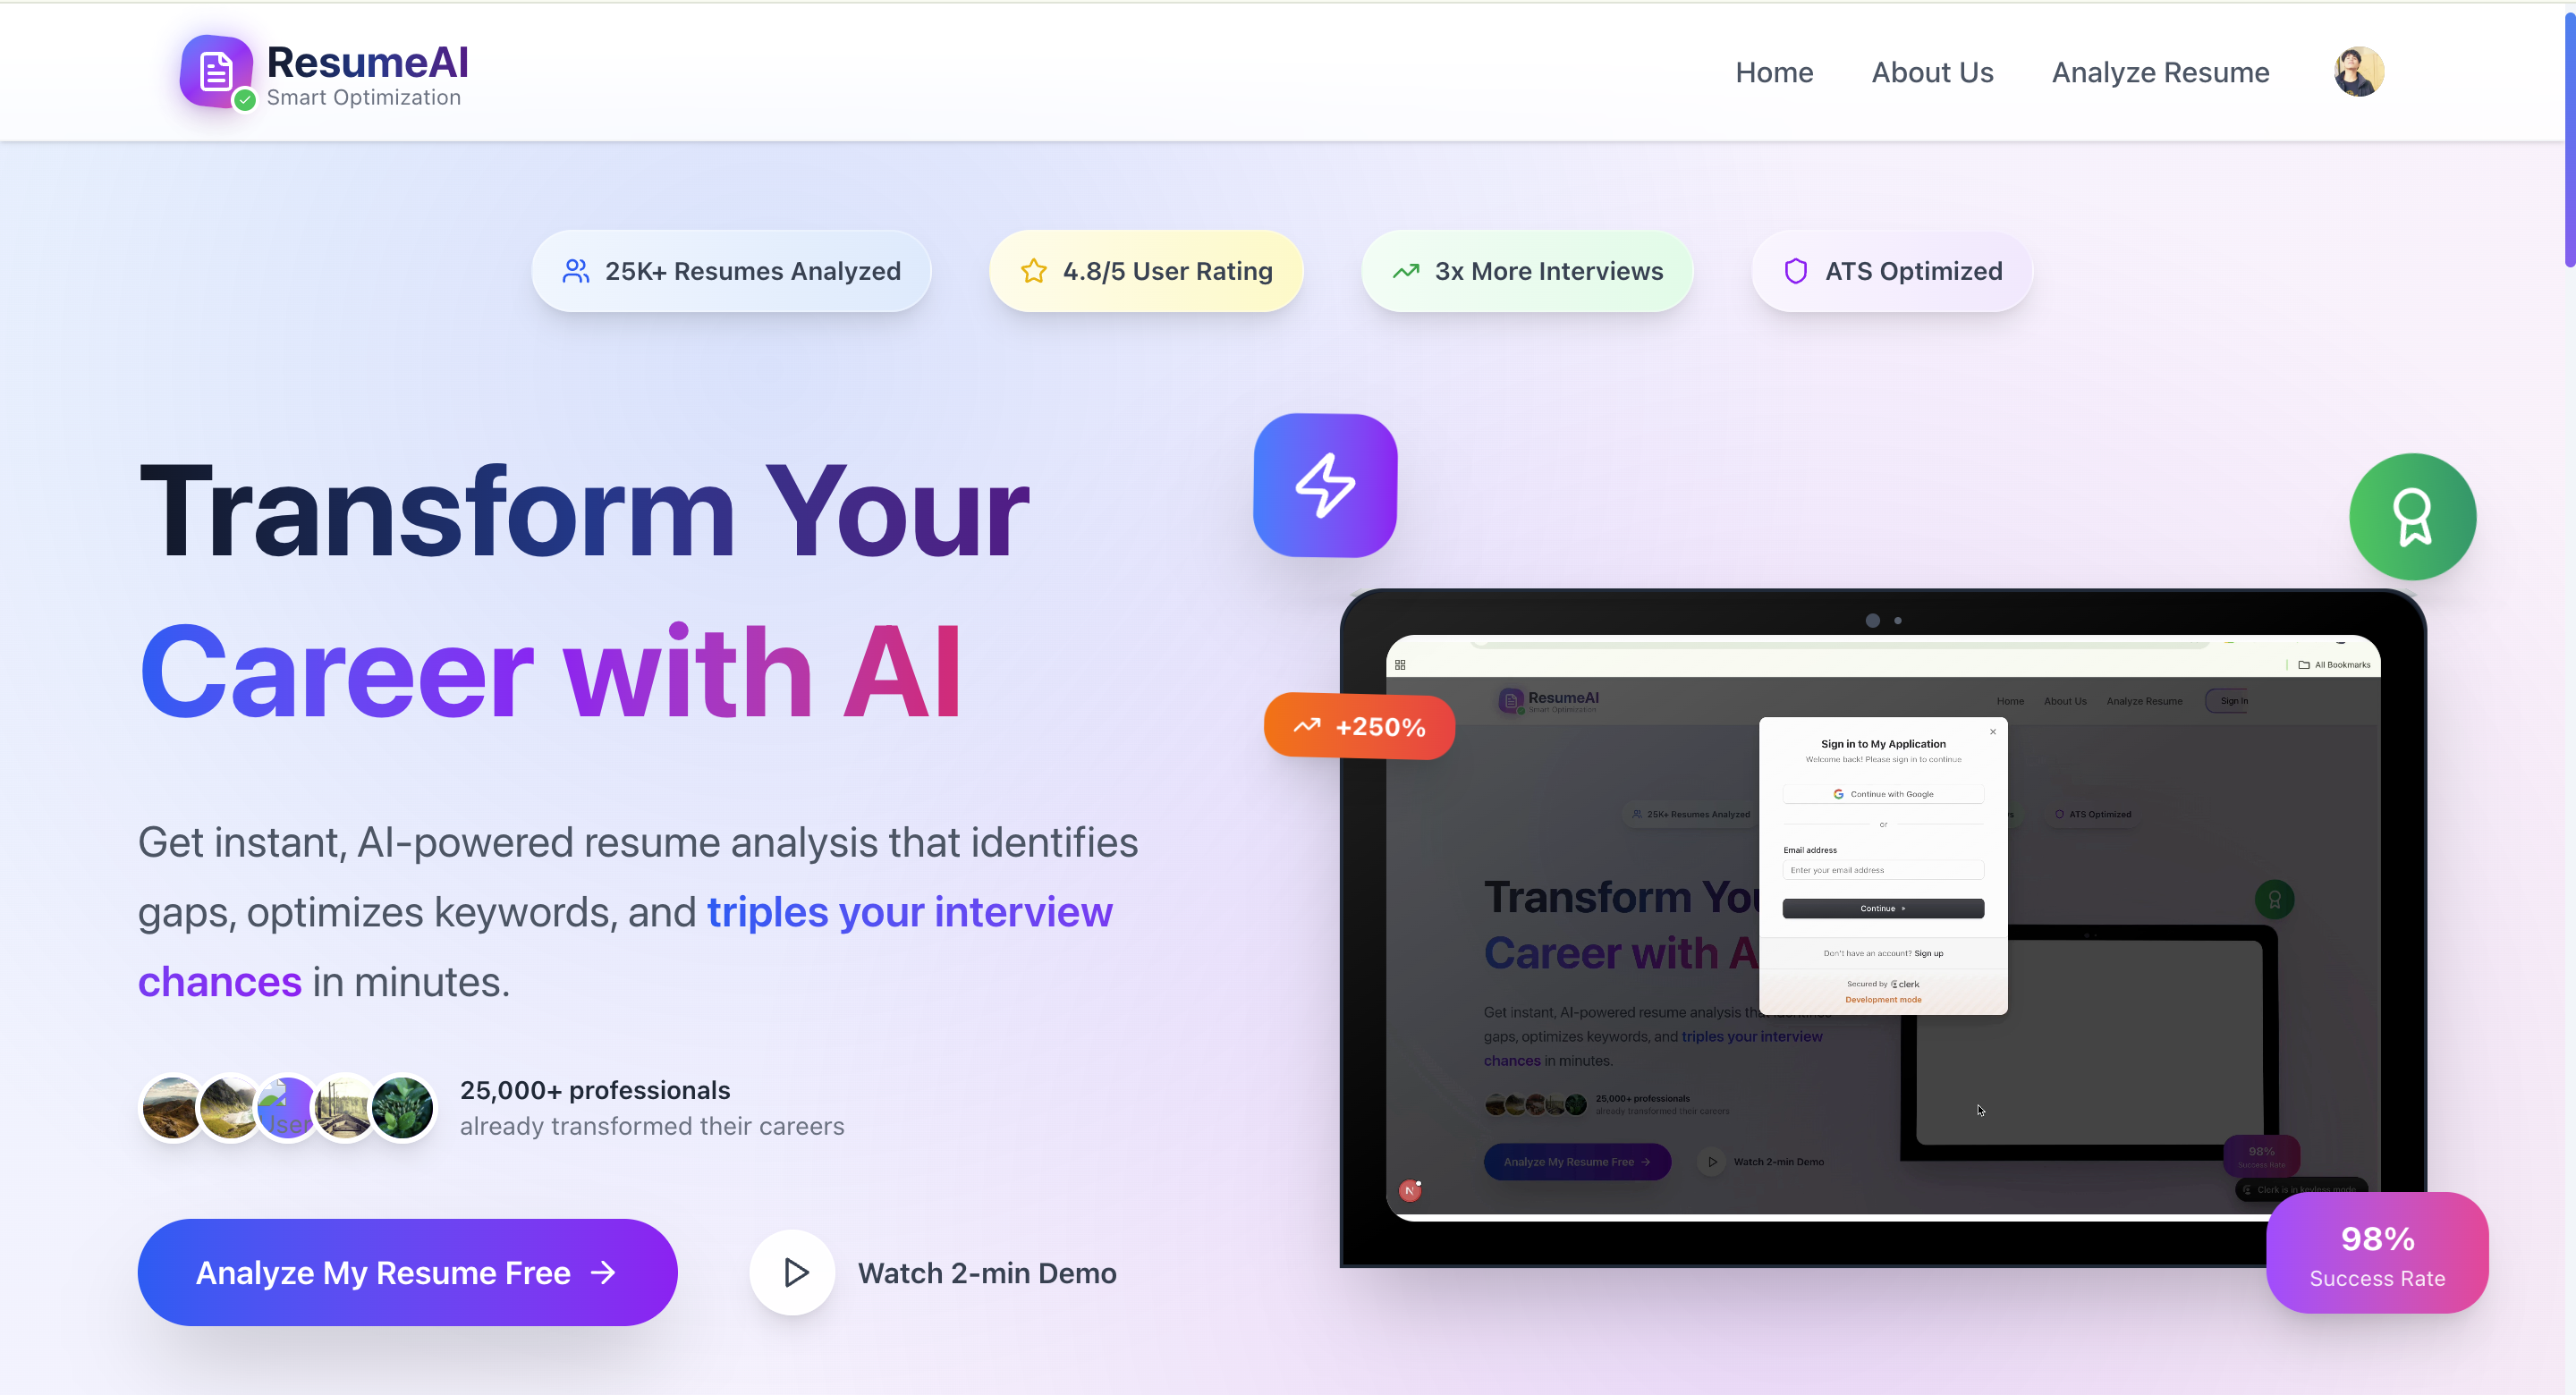 ResumeAI
Smart Optimization
Home
About Us
Analyze Resume
25K+ Resumes Analyzed
4.8/5 User Rating
3x More Interviews
ATS Optimized
Transform Your
Career with AI
Get instant, AI-powered resume analysis that identifies
gaps, optimizes keywords, and triples your interview
chances in minutes.
User
25,000+ professionals
already transformed their careers
Analyze My Resume Free
Watch 2-min Demo
+250%
All Bookmarks
ResumeAI
Smart Optimization
Home
About Us
Analyze Resume
Sign In
25K+ Resumes Analyzed
ATS Optimized
Sign in to My Application
Welcome back! Please sign in to continue
Continue with Google
or
Email address
Enter your email address
Continue
Don't have an account? Sign up
Secured by clerk
Development mode
Transform
Career with
Get instant, AI-powered resume analysis
gaps, optimizes keywords, and triples your interview
chances in minutes.
25,000+ professionals
already transformed their careers
Analyze My Resume Free
Watch 2-min Demo
N
98%
Success Rate
Clerk is in keyless mode
98%
Success Rate